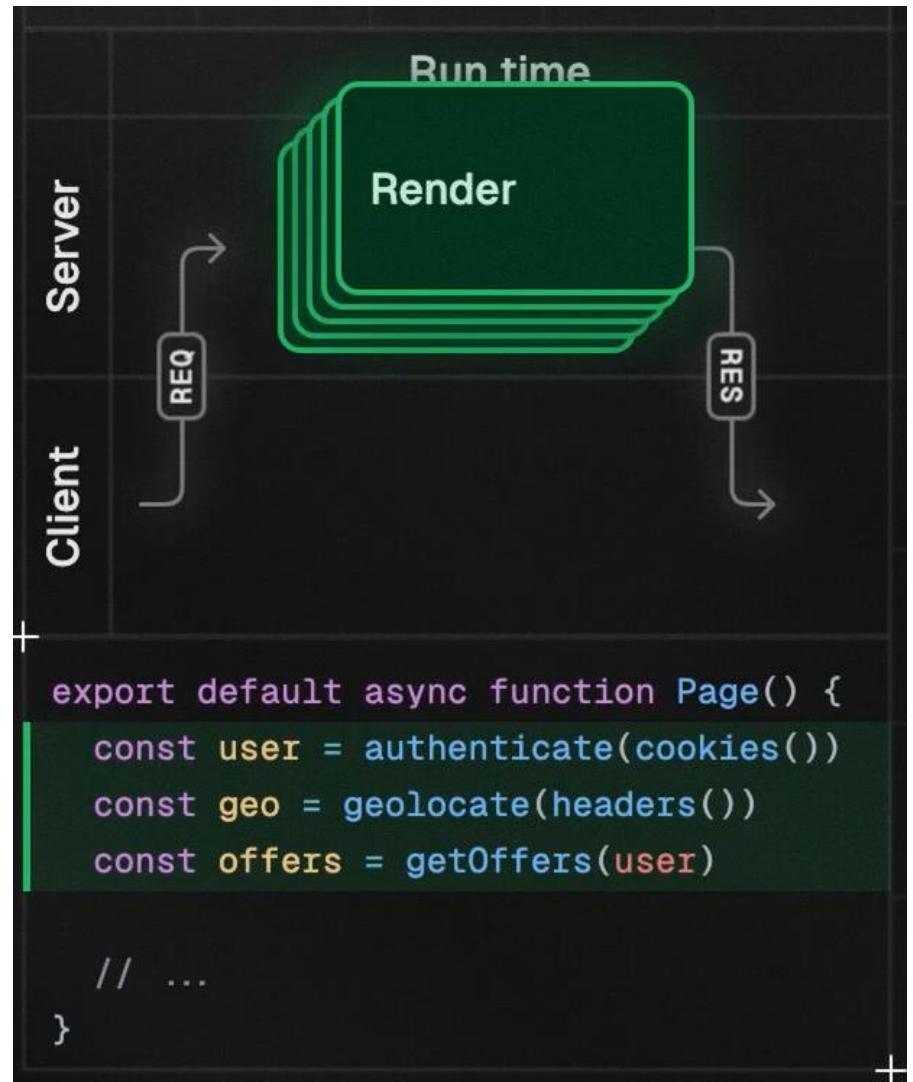 Run time
Server
Render
REQ
RES
Client
export default async function Page() {
  const user = authenticate(cookies())
  const geo = geolocate(headers())
  const offers = getOffers(user)
  // ...
}